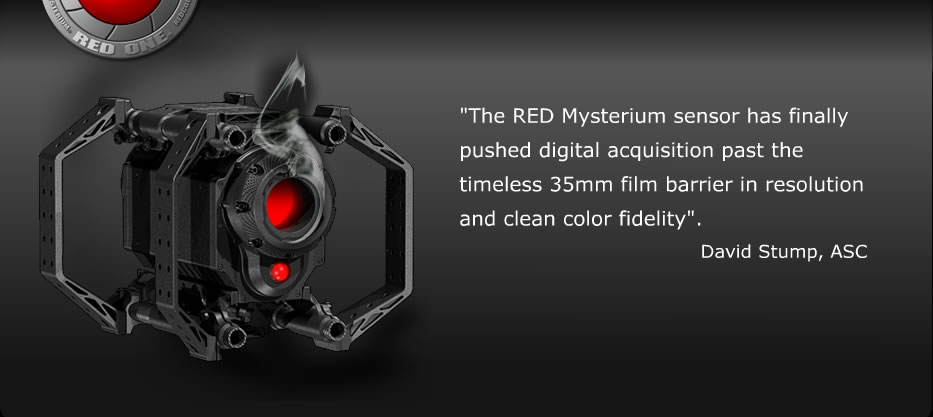 RED ONE
"The RED Mysterium sensor has finally
pushed digital acquisition past the
timeless 35mm film barrier in resolution
and clean color fidelity".
David Stump, ASC